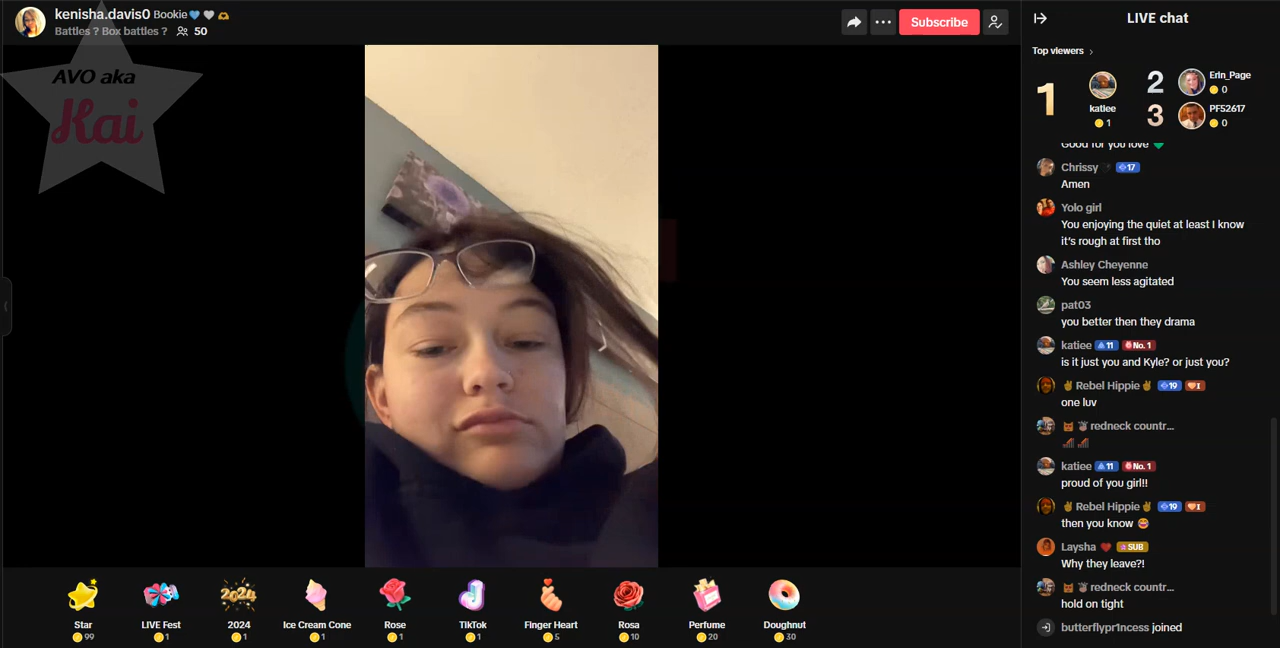 kenisha.davis0 Bookie💙🤍🫶
Battles ? Box battles ? 50
Subscribe
LIVE chat
AVO aka
Kai
Top viewers >
1 katiee 1
2 Erin_Page 0
3 PF52617 0
Good for you love 💚
Chrissy 17
Amen
Yolo girl
You enjoying the quiet at least I know
it's rough at first tho
Ashley Cheyenne
You seem less agitated
pat03
you better then they drama
katiee 11 No. 1
is it just you and Kyle? or just you?
✌Rebel Hippie✌ 19 I
one luv
redneck countr...
katiee 11 No. 1
proud of you girl!!
✌Rebel Hippie✌ 19 I
then you know 😆
Laysha ❤ SUB
Why they leave?!
redneck countr...
hold on tight
butterflypr1ncess joined
2024
Star LIVE Fest 2024 Ice Cream Cone Rose TikTok Finger Heart Rosa Perfume Doughnut
99 1 1 1 1 1 5 10 20 30